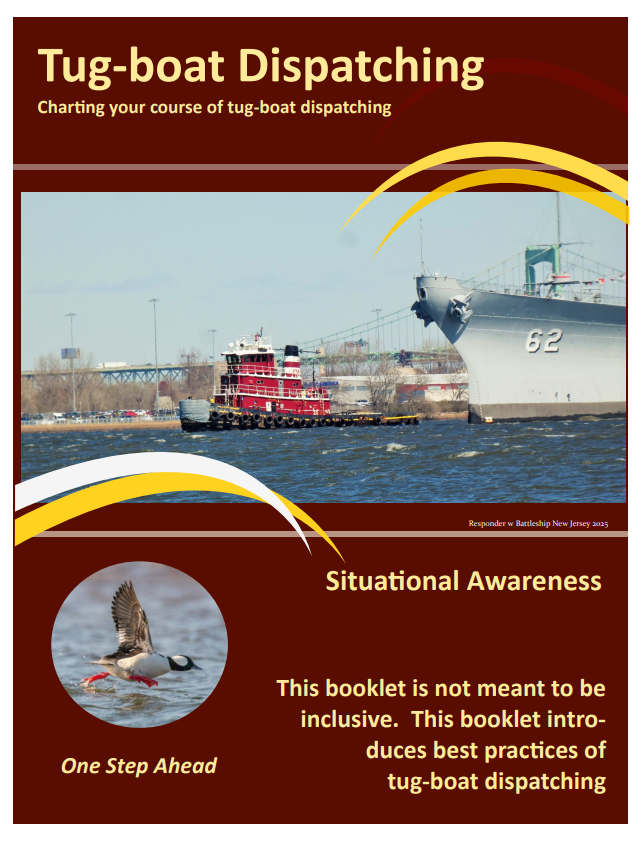 Tug-boat Dispatching
Charting your course of tug-boat dispatching
62
Responder w Battleship New Jersey 2025
Situational Awareness
This booklet is not meant to be
inclusive.  This booklet intro-
duces best practices of
tug-boat dispatching
One Step Ahead